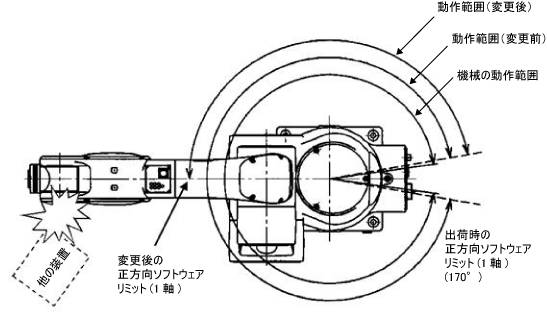 動作範囲(変更後)
動作範囲(変更前)
機械の動作範囲
他の装置
変更後の
正方向ソフトウェア
リミット(1軸)
出荷時の
正方向ソフトウェア
リミット(1軸)
(170°)